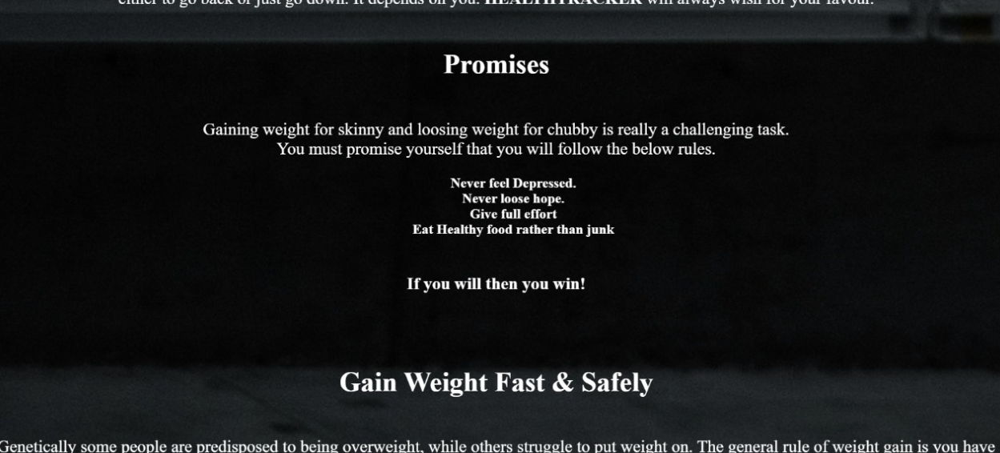 either to go back or just go down. It depends on you. HEALTHTRACKER will always wish for your favour.
Promises
Gaining weight for skinny and loosing weight for chubby is really a challenging task.
You must promise yourself that you will follow the below rules.
Never feel Depressed.
Never loose hope.
Give full effort
Eat Healthy food rather than junk
If you will then you win!
Gain Weight Fast & Safely
Genetically some people are predisposed to being overweight, while others struggle to put weight on. The general rule of weight gain is you have